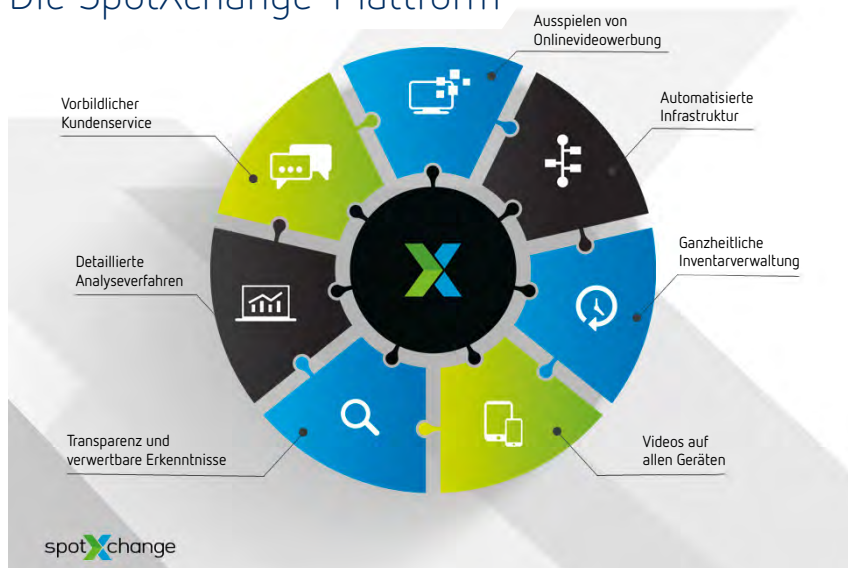 Die SpotXchange-Plattform
Ausspielen von
Onlinevideowerbung
Vorbildlicher
Kundenservice
Automatisierte
Infrastruktur
Ganzheitliche
Inventarverwaltung
Detaillierte
Analyseverfahren
Transparenz und
verwertbare Erkenntnisse
Videos auf
allen Geräten
spotXchange